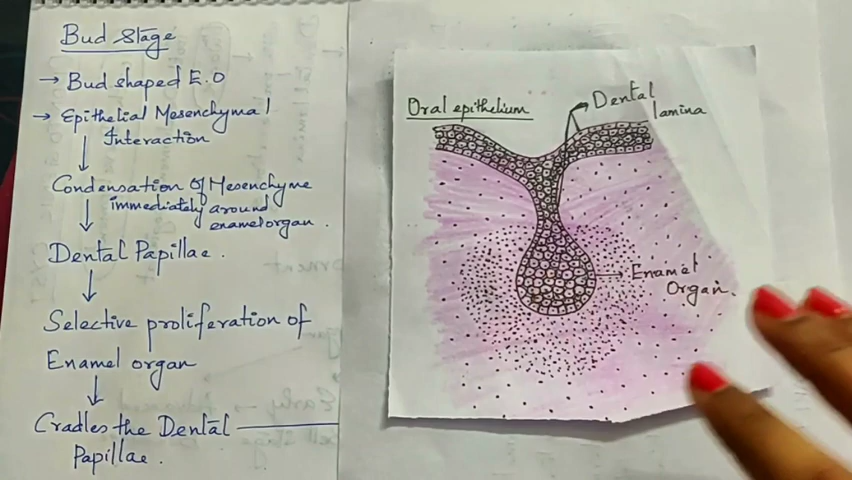 Bud Stage
→ Bud shaped E.O
→ Epithelial Mesenchymal
Interaction
Condensation Of Mesenchyme
immediately around
enamel organ.
Dental Papillae.
Selective proliferation of
Enamel organ
Cradles the Dental
Papillae.
Oral epithelium
Dental
lamina
Enamel
Organ.